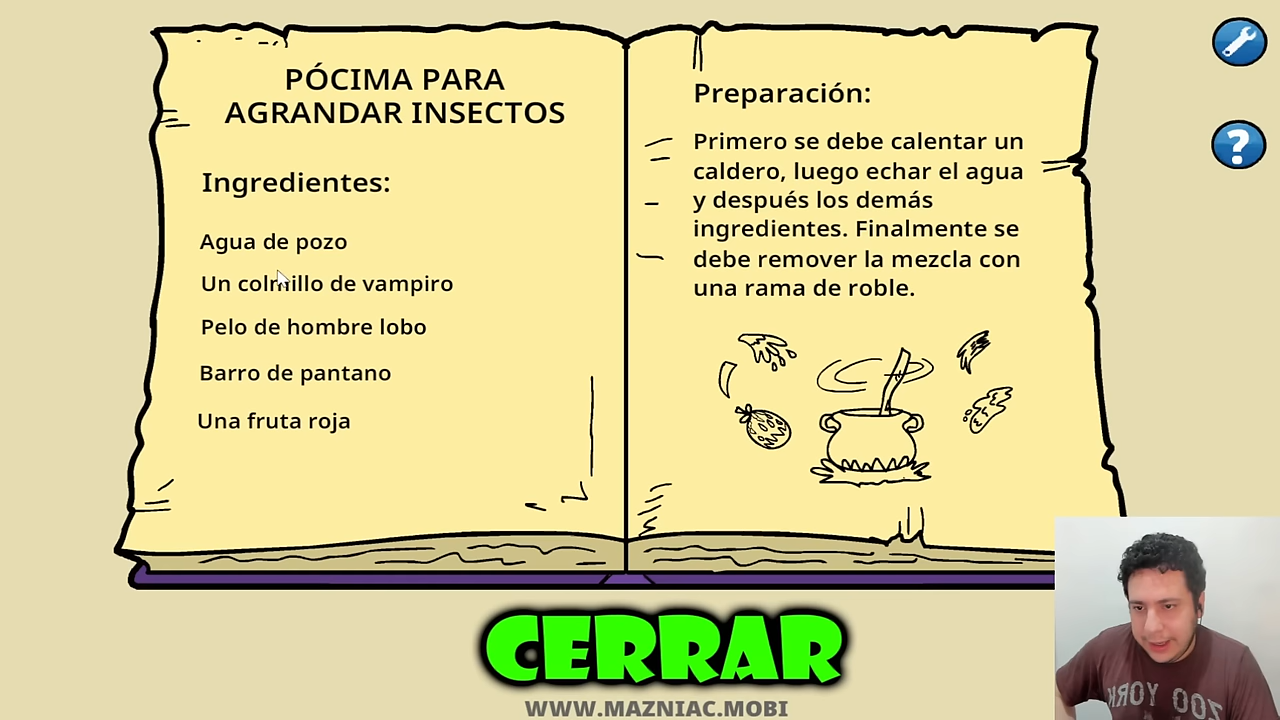 PÓCIMA PARA
AGRANDAR INSECTOS
Ingredientes:
Agua de pozo
Un colmillo de vampiro
Pelo de hombre lobo
Barro de pantano
Una fruta roja
Preparación:
Primero se debe calentar un
caldero, luego echar el agua
y después los demás
ingredientes. Finalmente se
debe remover la mezcla con
una rama de roble.
?
CERRAR
WWW.MAZNIAC.MOBI
ZOO YORK